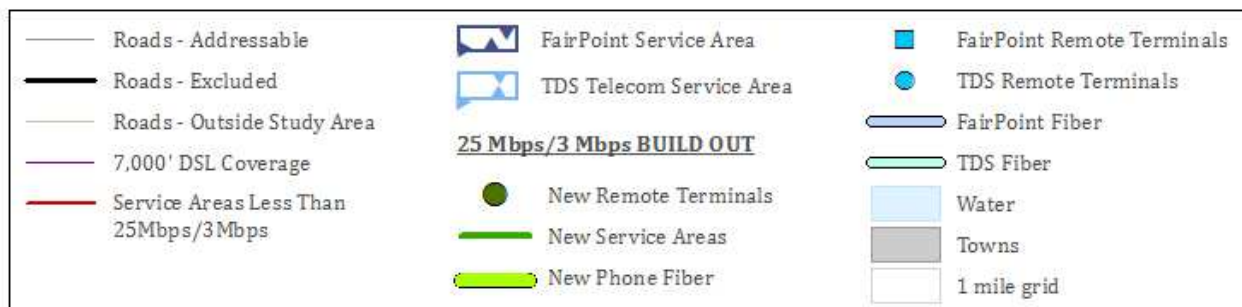 Roads - Addressable
Roads - Excluded
Roads - Outside Study Area
7,000' DSL Coverage
Service Areas Less Than
25Mbps/3Mbps
FairPoint Service Area
TDS Telecom Service Area
25 Mbps/3 Mbps BUILD OUT
New Remote Terminals
New Service Areas
New Phone Fiber
FairPoint Remote Terminals
TDS Remote Terminals
FairPoint Fiber
TDS Fiber
Water
Towns
1 mile grid